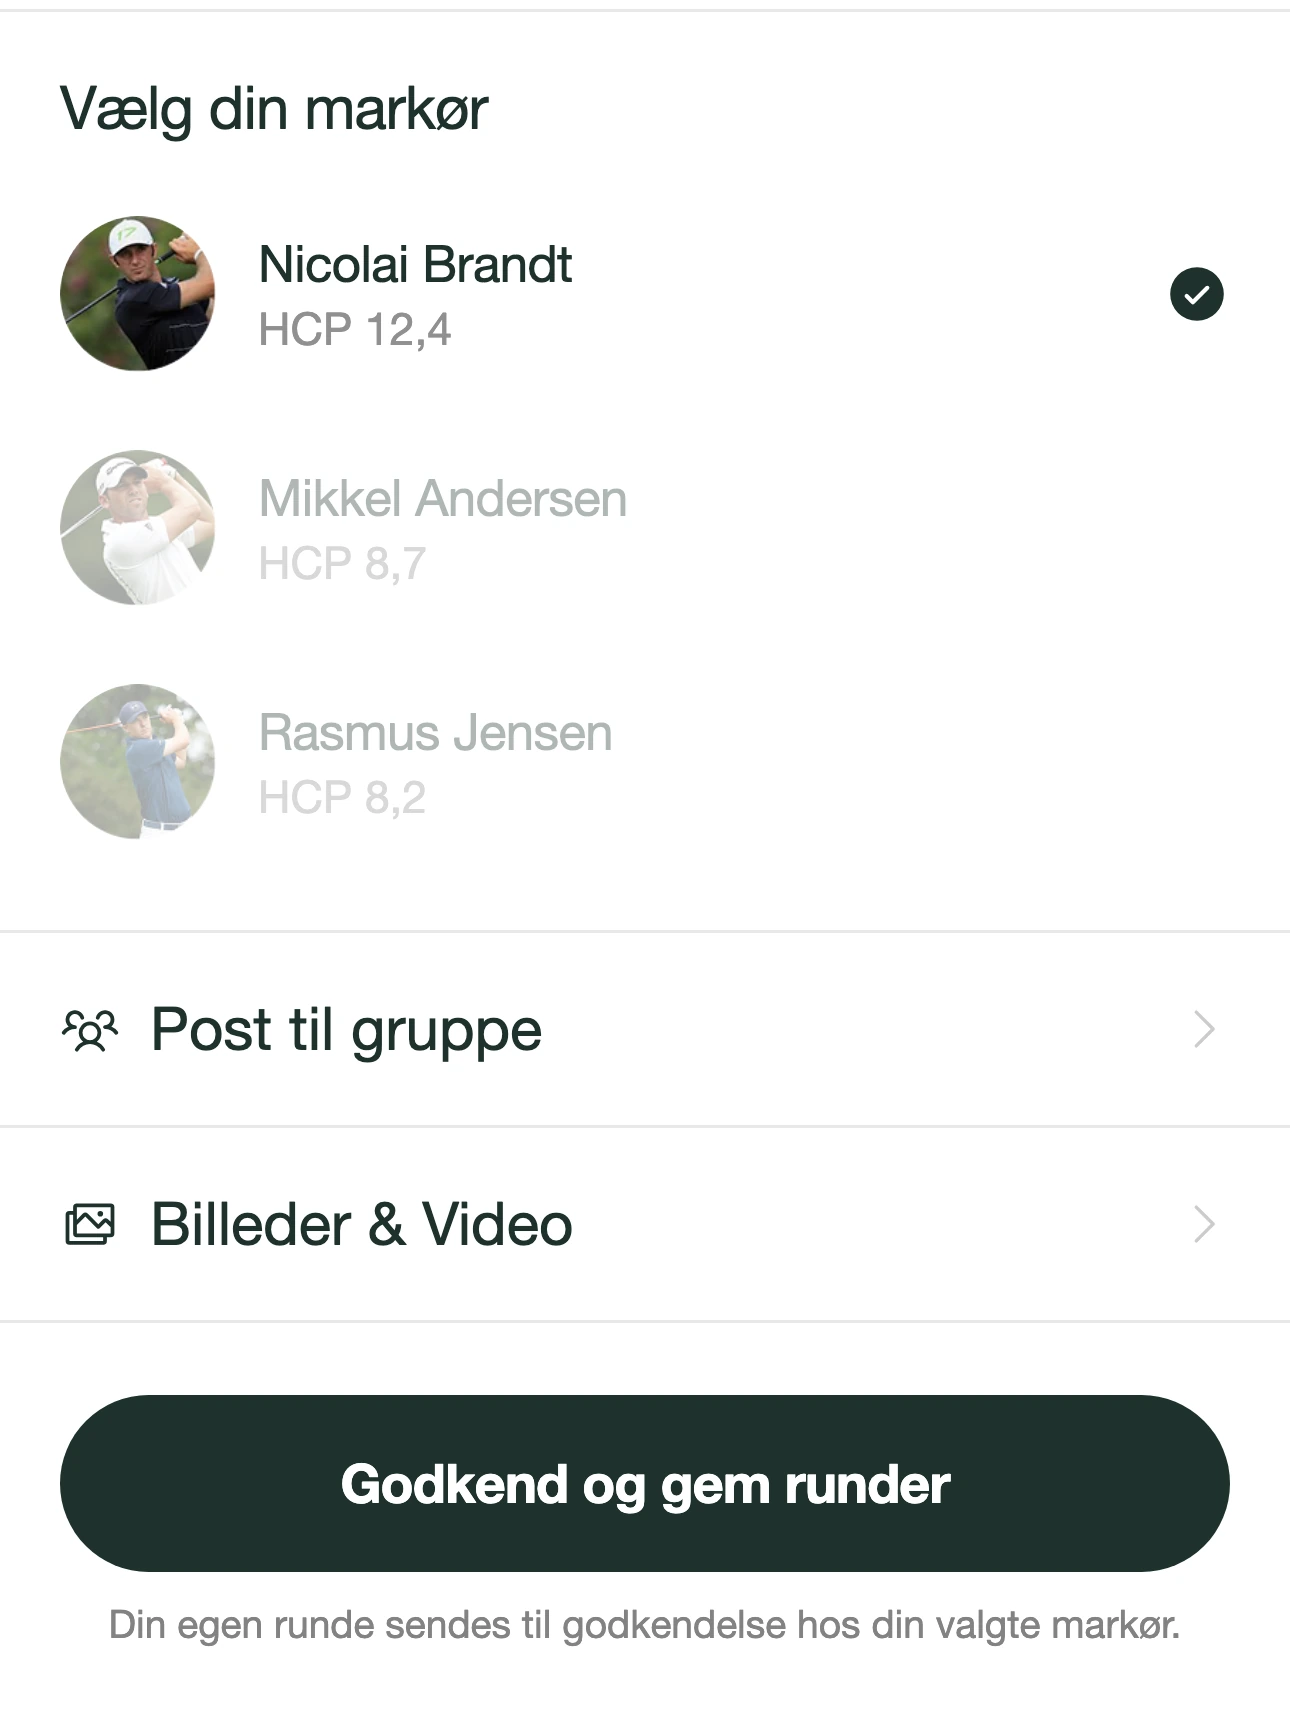 Vælg din markør
Nicolai Brandt
HCP 12,4
Mikkel Andersen
HCP 8,7
Rasmus Jensen
HCP 8,2
Post til gruppe
Billeder & Video
Godkend og gem runder
Din egen runde sendes til godkendelse hos din valgte markør.